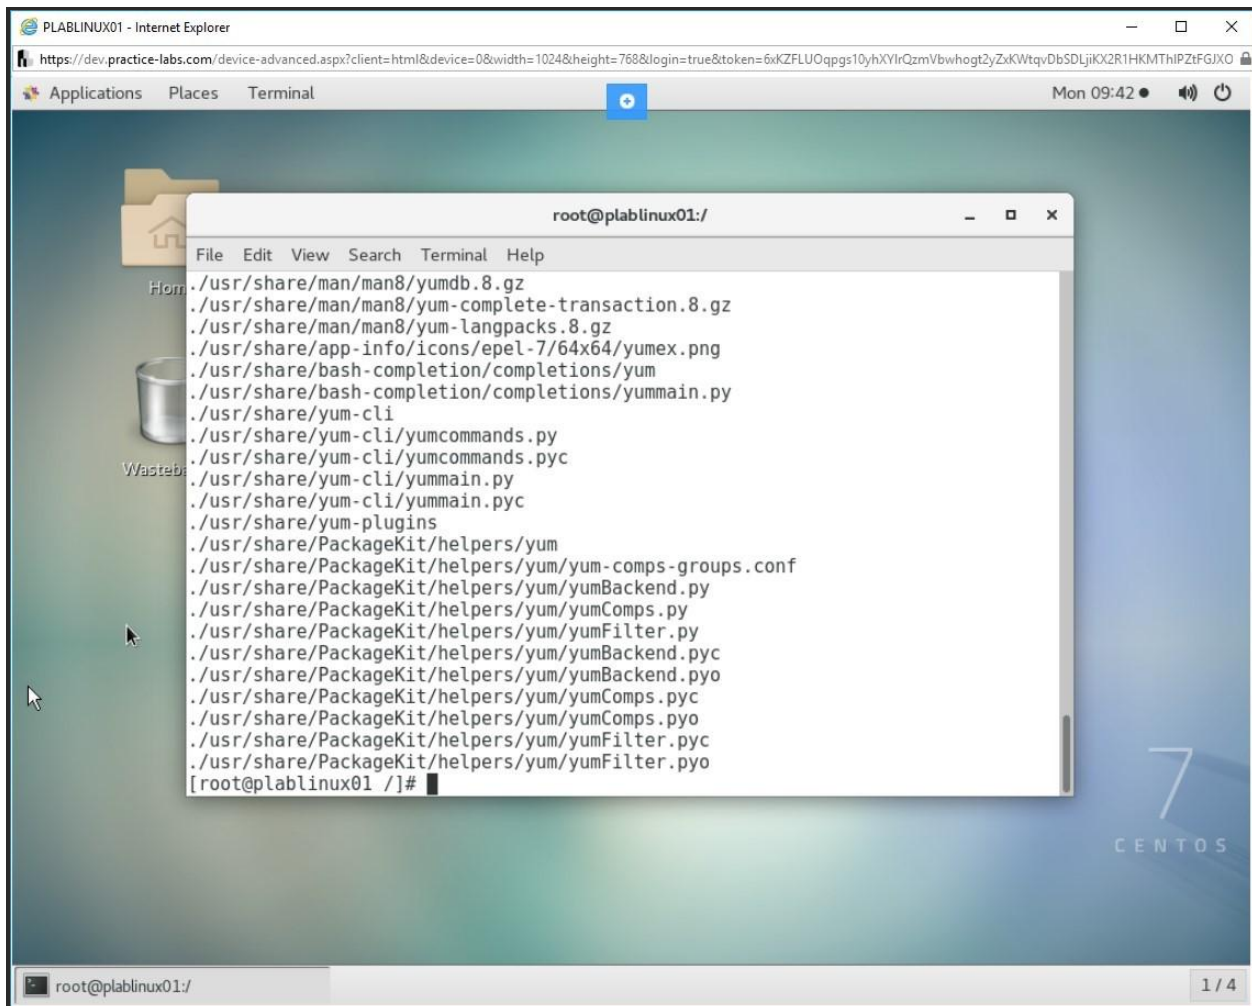 PLABLINUX01 - Internet Explorer
https://dev.practice-labs.com/device-advanced.aspx?client=html&device=0&width=1024&height=768&login=true&token=
Applications Places Terminal Mon 09:42
root@plablinux01:/
File Edit View Search Terminal Help
./usr/share/man/man8/yumdb.8.gz
./usr/share/man/man8/yum-complete-transaction.8.gz
./usr/share/man/man8/yum-langpacks.8.gz
./usr/share/app-info/icons/epel-7/64x64/yumex.png
./usr/share/bash-completion/completions/yum
./usr/share/bash-completion/completions/yummain.py
./usr/share/yum-cli
./usr/share/yum-cli/yumcommands.py
./usr/share/yum-cli/yumcommands.pyc
./usr/share/yum-cli/yummain.py
./usr/share/yum-cli/yummain.pyc
./usr/share/yum-plugins
./usr/share/PackageKit/helpers/yum
./usr/share/PackageKit/helpers/yum/yum-comps-groups.conf
./usr/share/PackageKit/helpers/yum/yumBackend.py
./usr/share/PackageKit/helpers/yum/yumComps.py
./usr/share/PackageKit/helpers/yum/yumFilter.py
./usr/share/PackageKit/helpers/yum/yumBackend.pyc
./usr/share/PackageKit/helpers/yum/yumBackend.pyo
./usr/share/PackageKit/helpers/yum/yumComps.pyc
./usr/share/PackageKit/helpers/yum/yumComps.pyo
./usr/share/PackageKit/helpers/yum/yumFilter.pyc
./usr/share/PackageKit/helpers/yum/yumFilter.pyo
[root@plablinux01 /]#
Hom
Wasteb
7
CENTOS
root@plablinux01:/
1 / 4